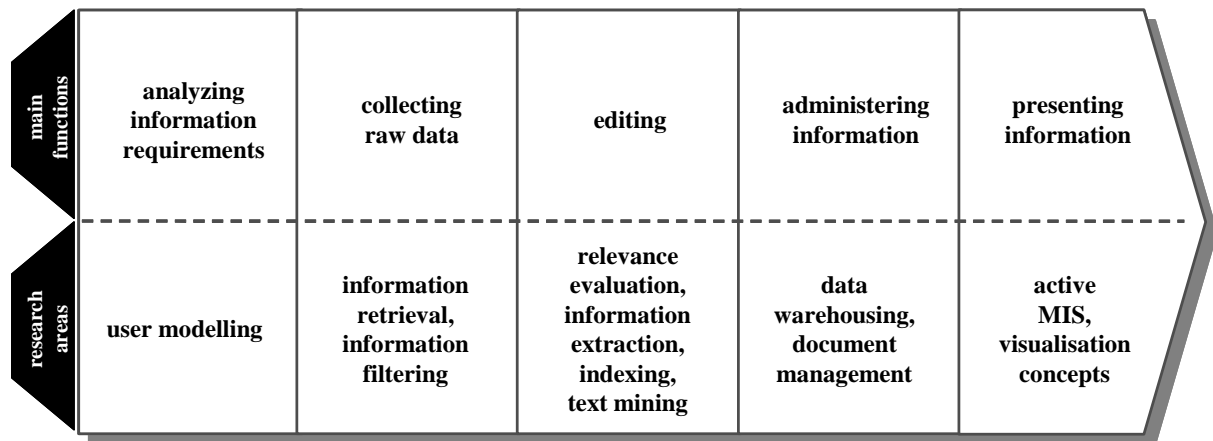 main
functions
analyzing
information
requirements
collecting
raw data
editing
administering
information
presenting
information
research
areas
user modelling
information
retrieval,
information
filtering
relevance
evaluation,
information
extraction,
indexing,
text mining
data
warehousing,
document
management
active
MIS,
visualisation
concepts